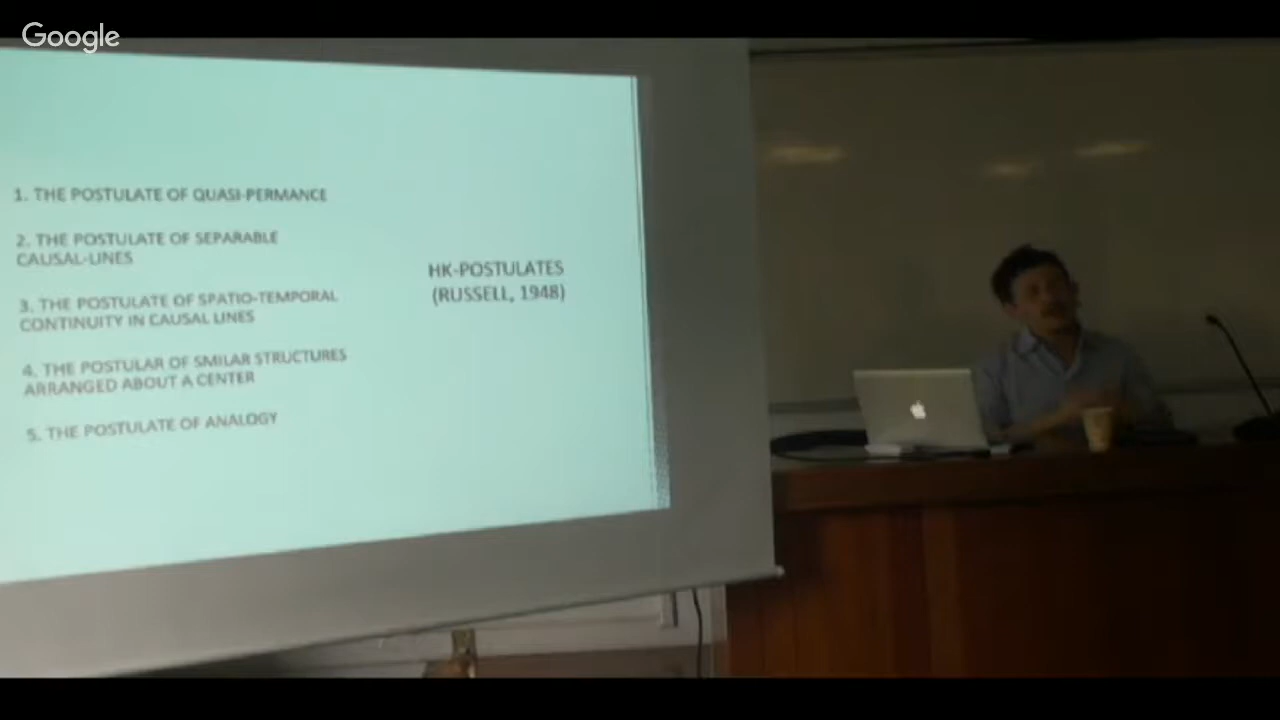 Google
1. THE POSTULATE OF QUASI-PERMANCE
2. THE POSTULATE OF SEPARABLE
CAUSAL-LINES
3. THE POSTULATE OF SPATIO-TEMPORAL
CONTINUITY IN CAUSAL LINES
4. THE POSTULAR OF SMILAR STRUCTURES
ARRANGED ABOUT A CENTER
5. THE POSTULATE OF ANALOGY
HK-POSTULATES
(RUSSELL, 1948)